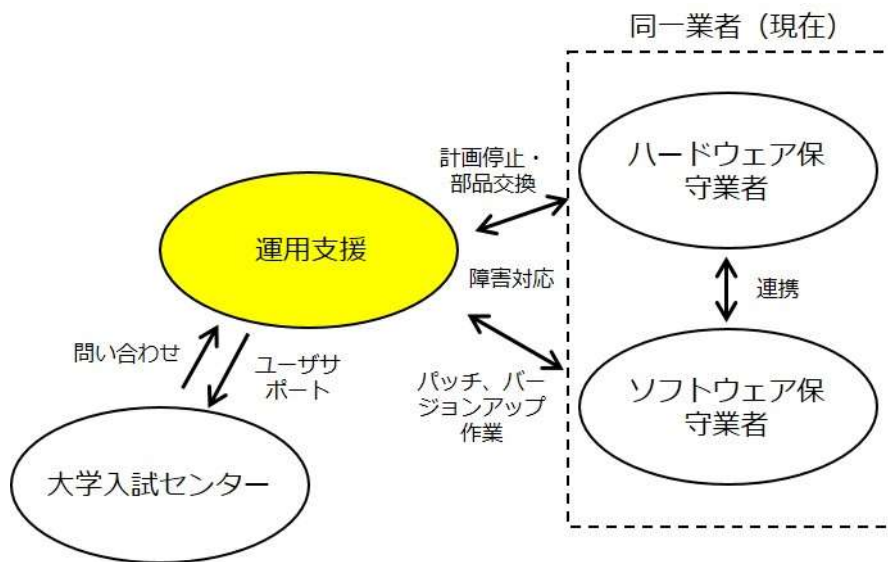 同一業者（現在）
ハードウェア保
守業者
計画停止・
部品交換
運用支援
障害対応
連携
問い合わせ
ユーザサ
ポート
パッチ、バー
ジョンアップ
作業
ソフトウェア保
守業者
大学入試センター